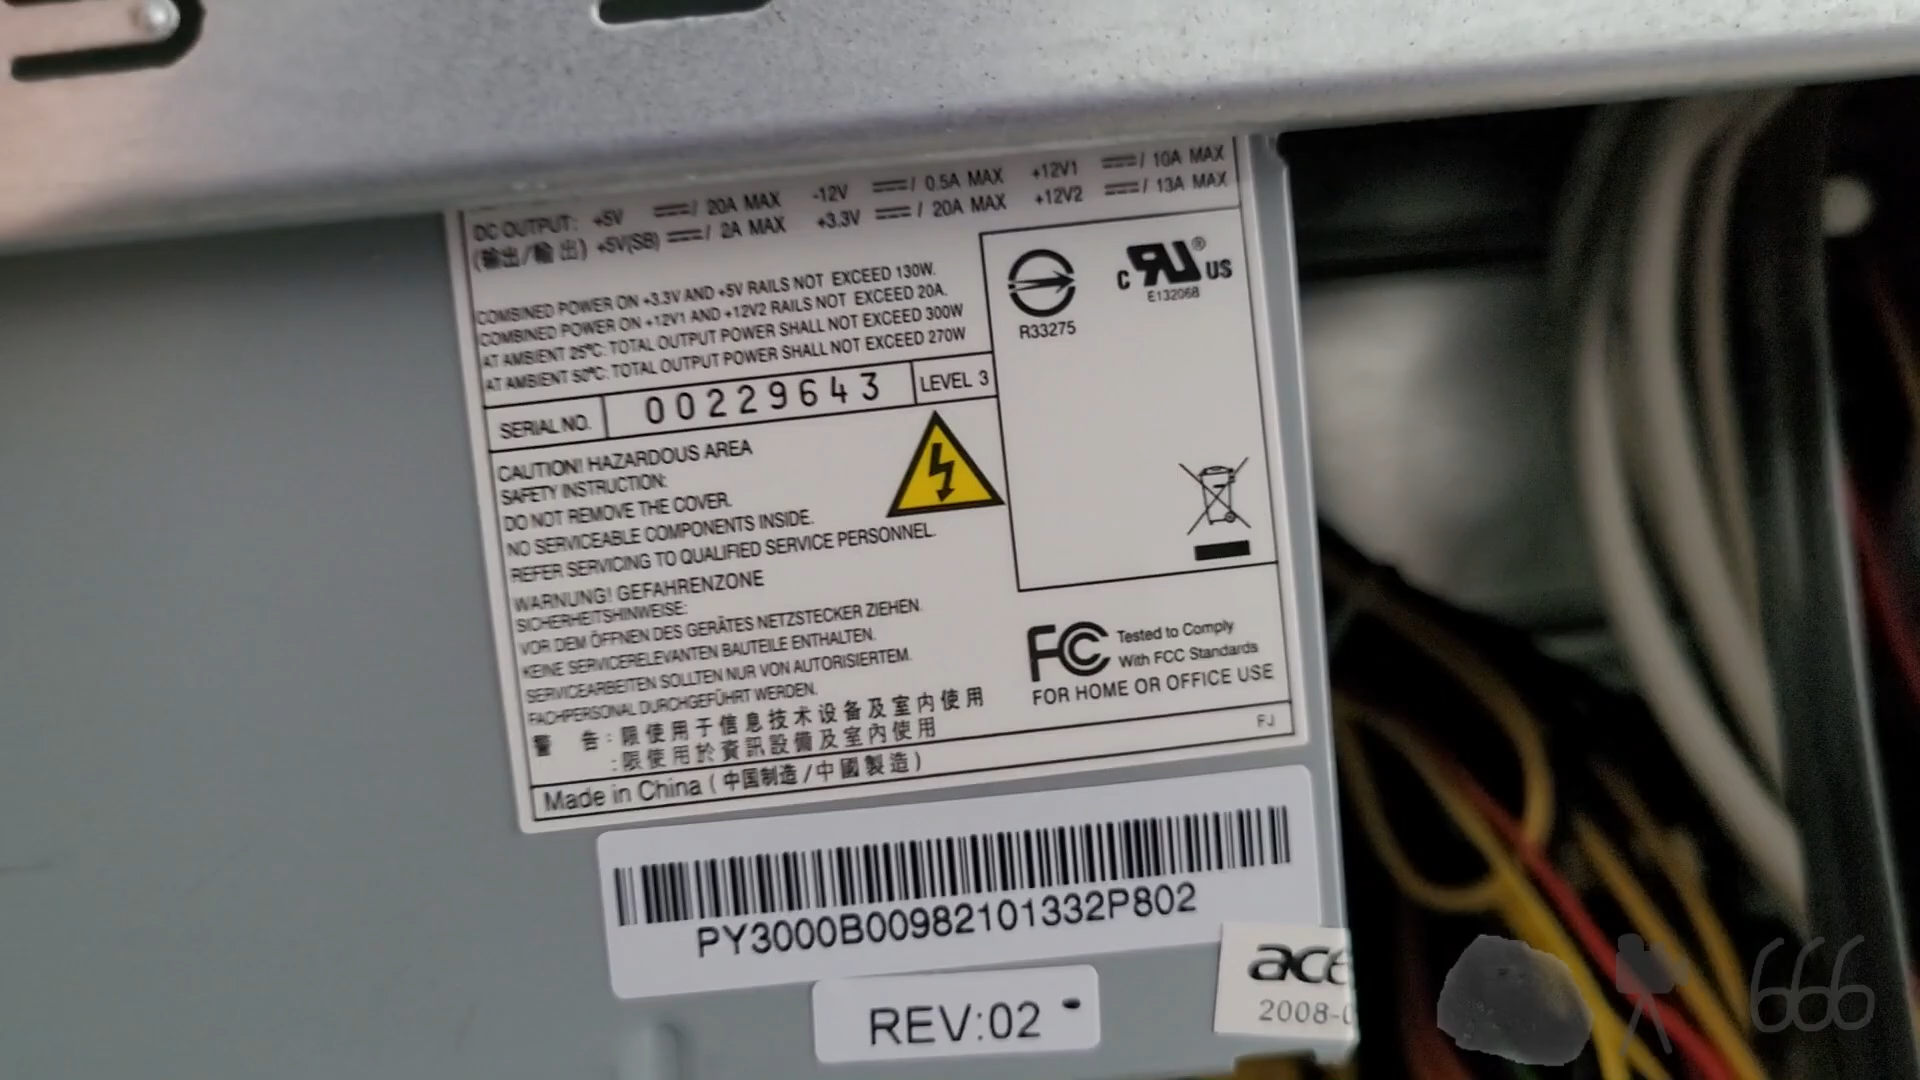 DC OUTPUT: +5V ⎓/ 20A MAX -12V ⎓/ 0.5A MAX +12V1 ⎓/ 10A MAX
(输出/輸出) +5V(SB) ⎓/ 2A MAX +3.3V ⎓/ 20A MAX +12V2 ⎓/ 13A MAX
COMBINED POWER ON +3.3V AND +5V RAILS NOT EXCEED 130W.
COMBINED POWER ON +12V1 AND +12V2 RAILS NOT EXCEED 20A.
AT AMBIENT 25°C: TOTAL OUTPUT POWER SHALL NOT EXCEED 300W
AT AMBIENT 50°C: TOTAL OUTPUT POWER SHALL NOT EXCEED 270W
SERIAL NO. 00229643 LEVEL 3
R33275
C RU ® US
E132068
CAUTION! HAZARDOUS AREA
SAFETY INSTRUCTION:
DO NOT REMOVE THE COVER.
NO SERVICEABLE COMPONENTS INSIDE.
REFER SERVICING TO QUALIFIED SERVICE PERSONNEL.
WARNUNG! GEFAHRENZONE
SICHERHEITSHINWEISE:
VOR DEM ÖFFNEN DES GERÄTES NETZSTECKER ZIEHEN.
KEINE SERVICERELEVANTEN BAUTEILE ENTHALTEN.
SERVICEARBEITEN SOLLTEN NUR VON AUTORISIERTEM.
FACHPERSONAL DURCHGEFÜHRT WERDEN.
警 告:限使用于信息技术设备及室内使用
:限使用於資訊設備及室內使用
FC Tested to Comply
With FCC Standards
FOR HOME OR OFFICE USE
FJ
Made in China (中国制造/中國製造)
PY3000B00982101332P802
REV:02
ace
2008-0
666